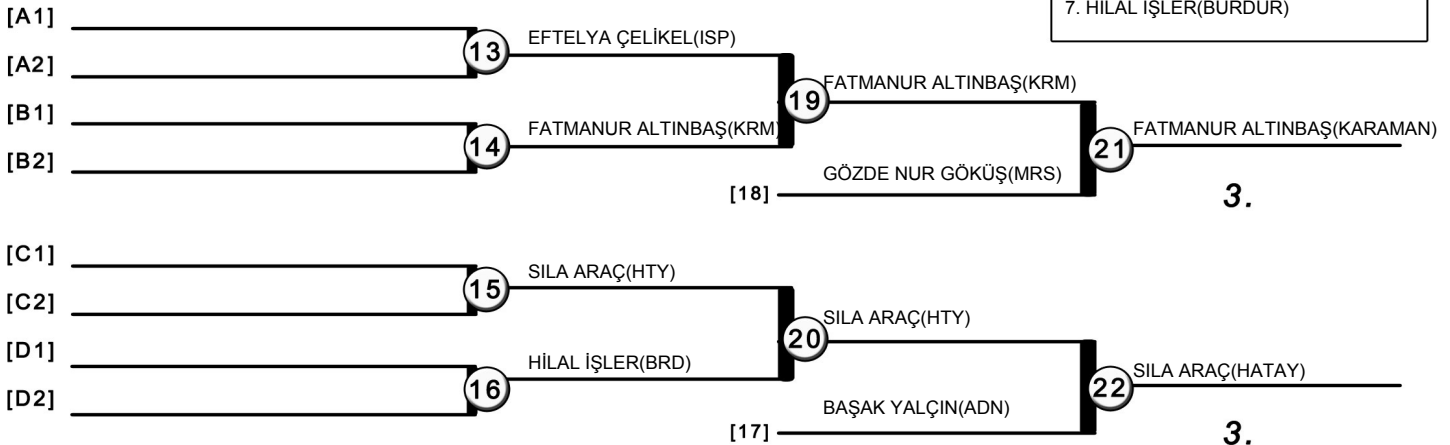 7. HİLAL İŞLER(BURDUR)
[A1]
[A2]
13
EFTELYA ÇELİKEL(ISP)
[B1]
[B2]
14
FATMANUR ALTINBAŞ(KRM)
19
FATMANUR ALTINBAŞ(KRM)
[18]
GÖZDE NUR GÖKÜŞ(MRS)
21
FATMANUR ALTINBAŞ(KARAMAN)
3.
[C1]
[C2]
15
SILA ARAÇ(HTY)
[D1]
[D2]
16
HİLAL İŞLER(BRD)
20
SILA ARAÇ(HTY)
[17]
BAŞAK YALÇIN(ADN)
22
SILA ARAÇ(HATAY)
3.